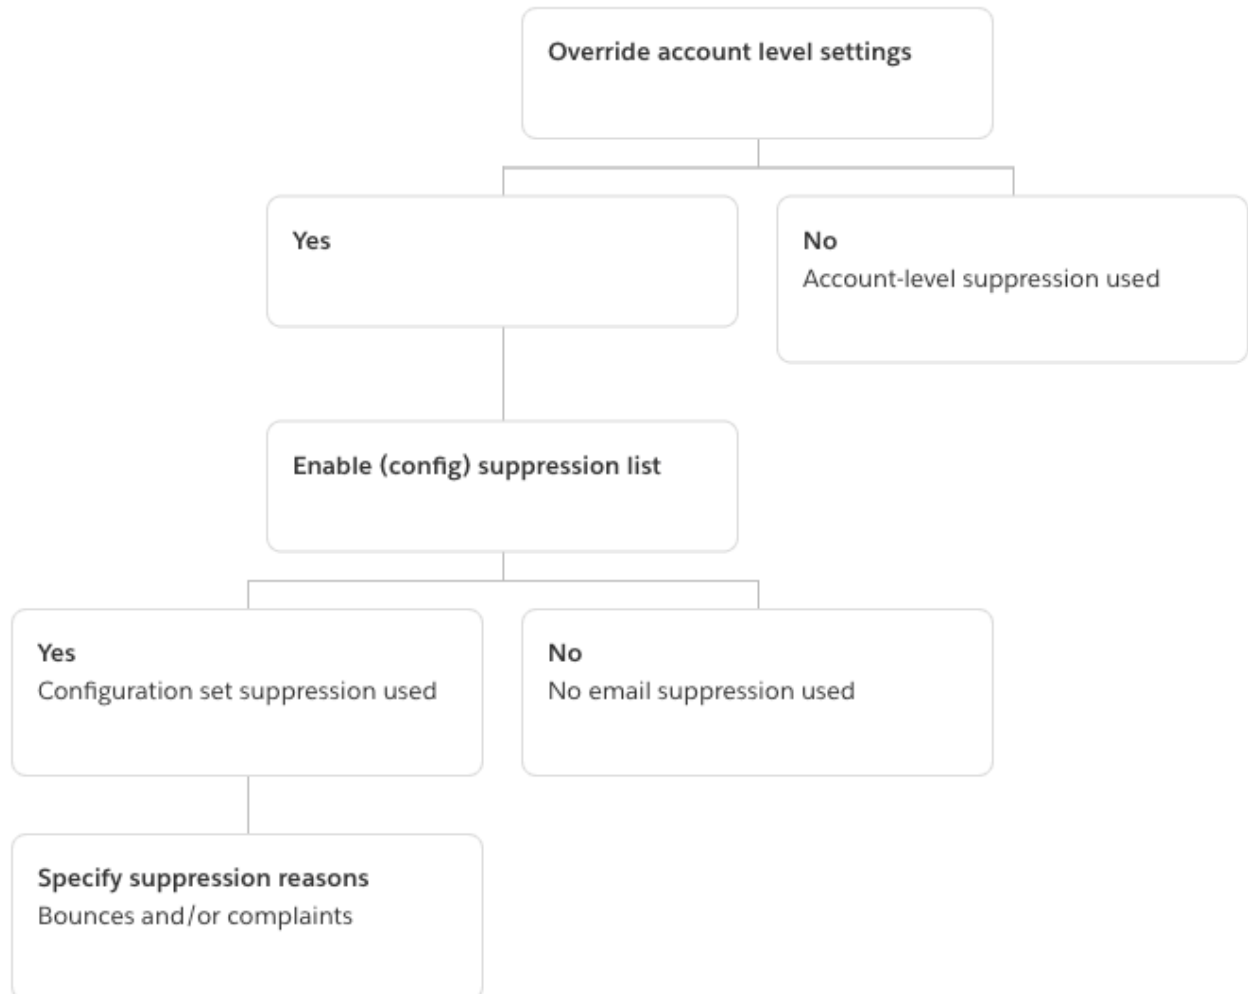 Override account level settings
Yes
No
Account-level suppression used
Enable (config) suppression list
Yes
Configuration set suppression used
No
No email suppression used
Specify suppression reasons
Bounces and/or complaints